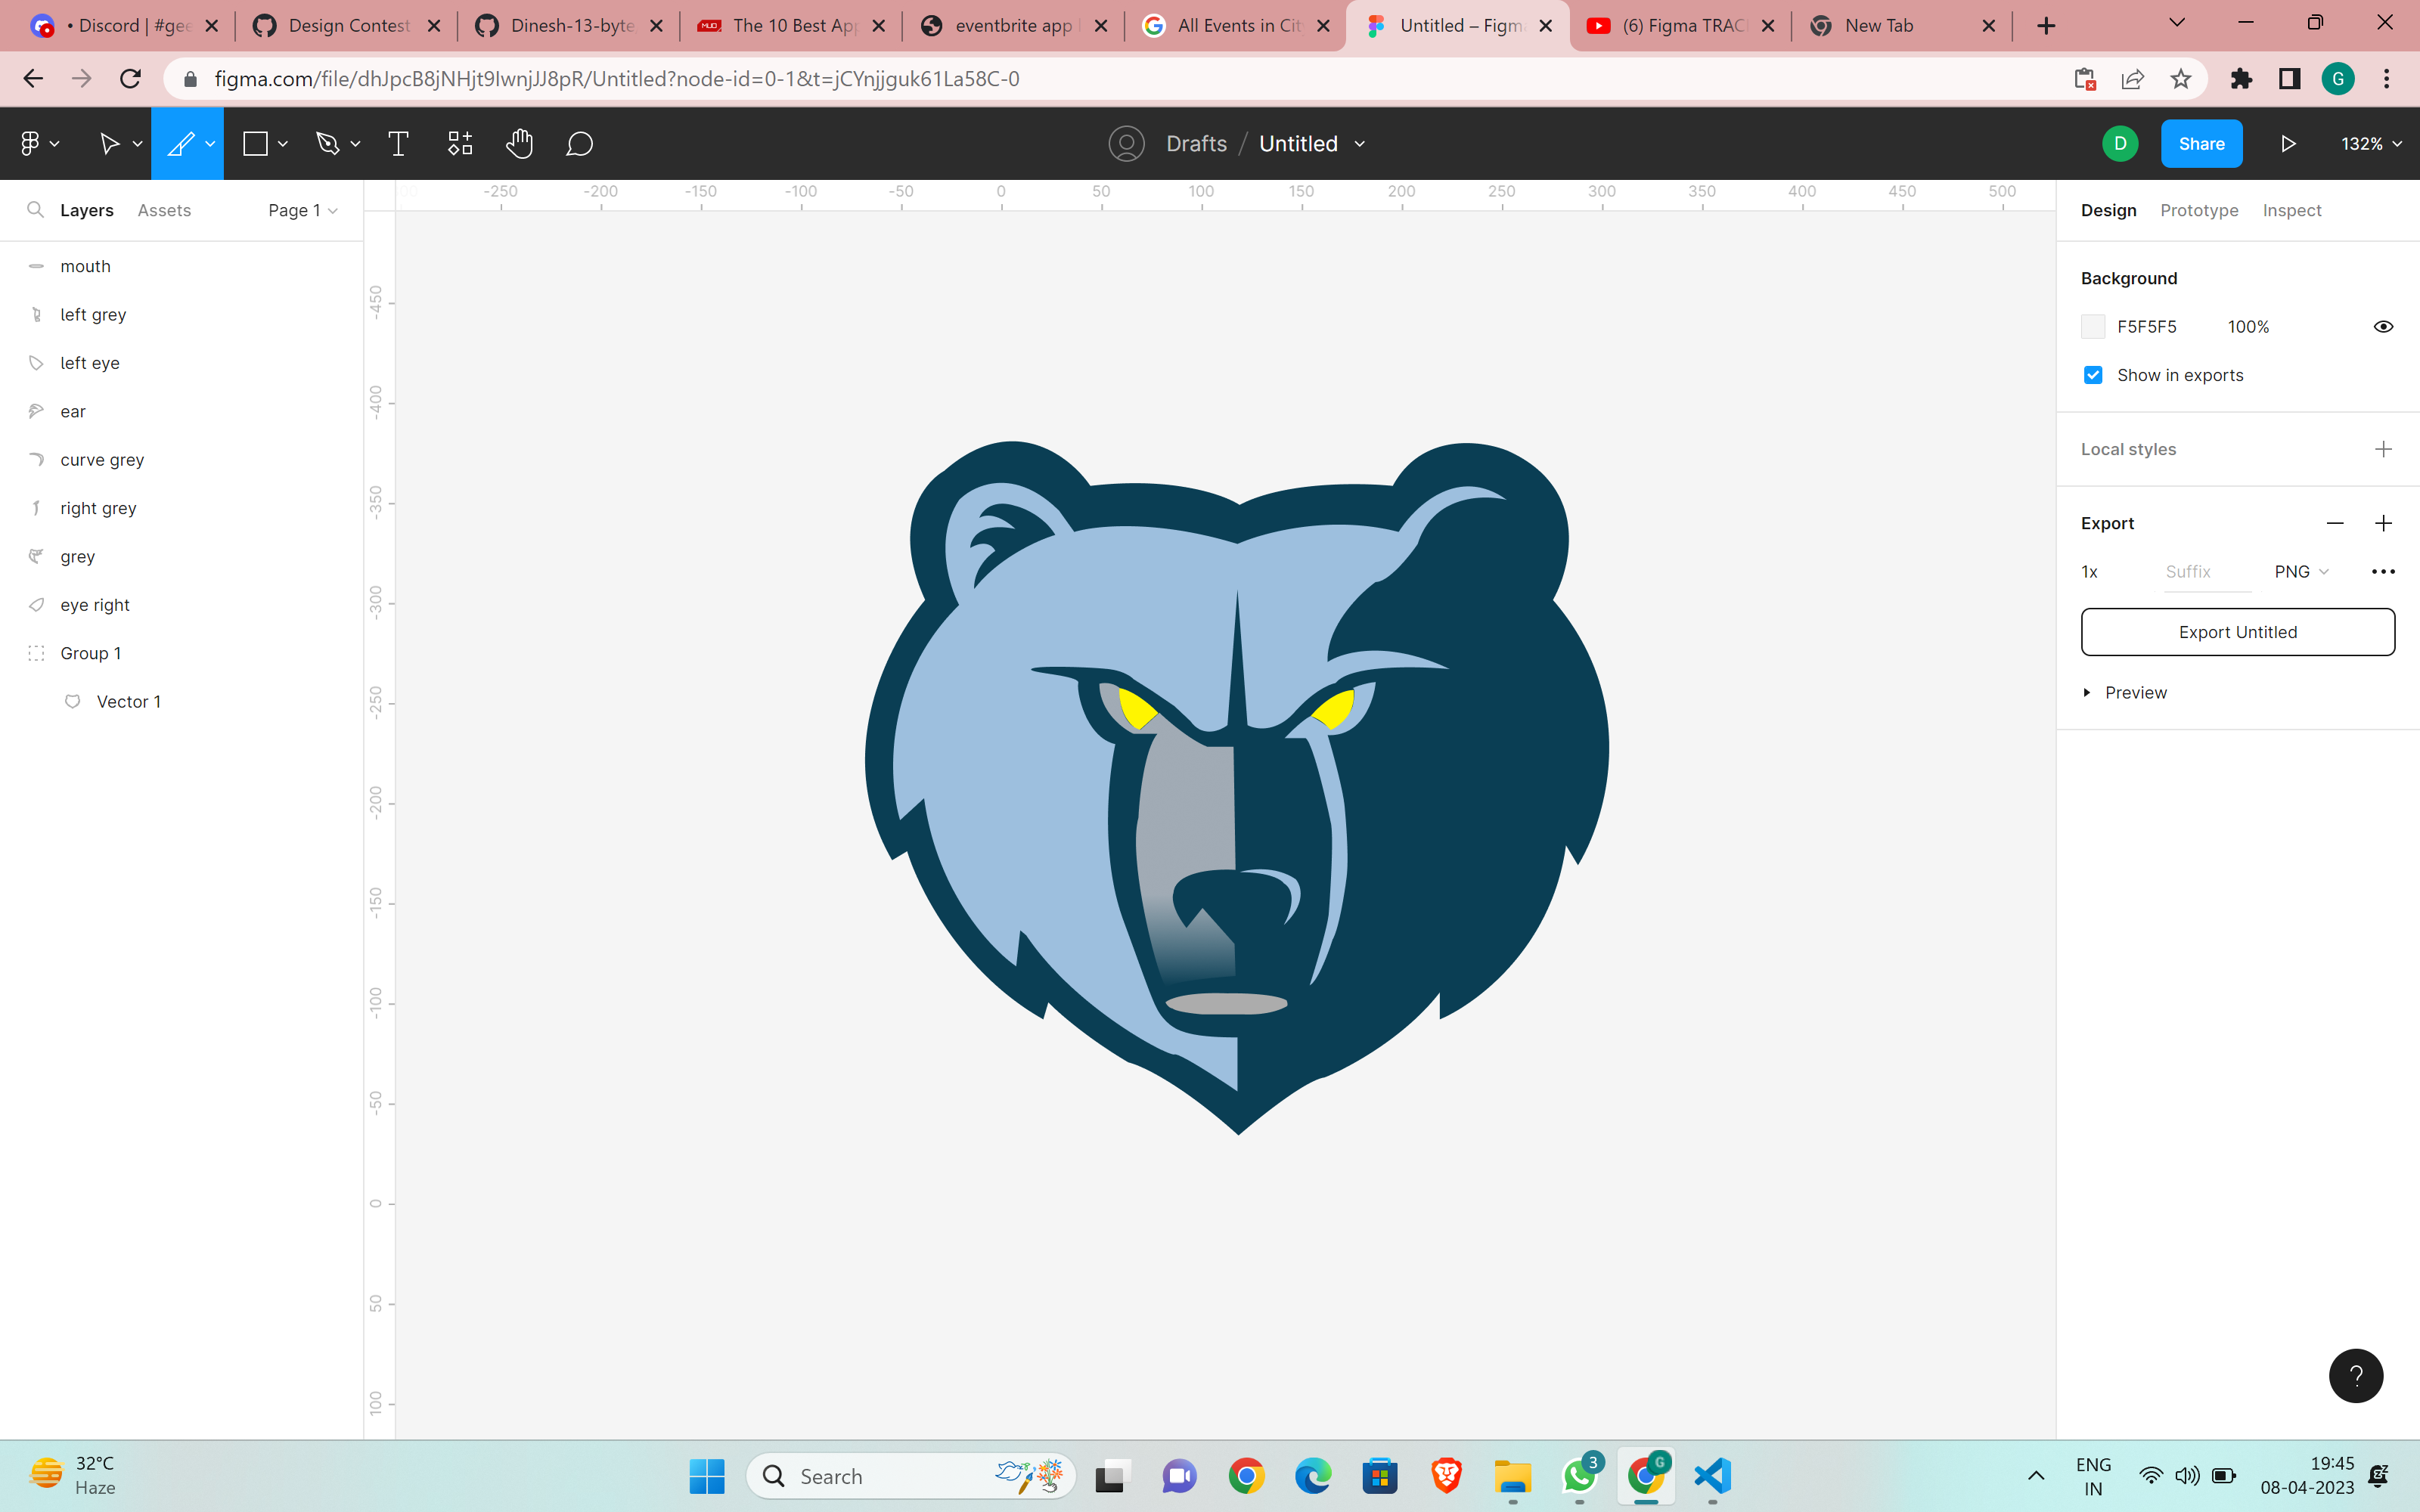 • Discord | #gee
Design Contest
Dinesh-13-byte
The 10 Best App
eventbrite app
All Events in Cit
Untitled – Figm
(6) Figma TRAC
New Tab
figma.com/file/dhJpcB8jNHjt9IwnjJJ8pR/Untitled?node-id=0-1&t=jCYnjjguk61La58C-0
G
Drafts / Untitled
D
Share
132%
Layers Assets Page 1
-250 -200 -150 -100 -50 0 50 100 150 200 250 300 350 400 450 500
Design Prototype Inspect
mouth
left grey
left eye
ear
curve grey
right grey
grey
eye right
Group 1
Vector 1
-450
-400
-350
-300
-250
-200
-150
-100
-50
0
50
100
Background
F5F5F5 100%
Show in exports
Local styles
Export
1x Suffix PNG
Export Untitled
Preview
?
32°C
Haze
Search
3
G
ENG
IN
19:45
08-04-2023